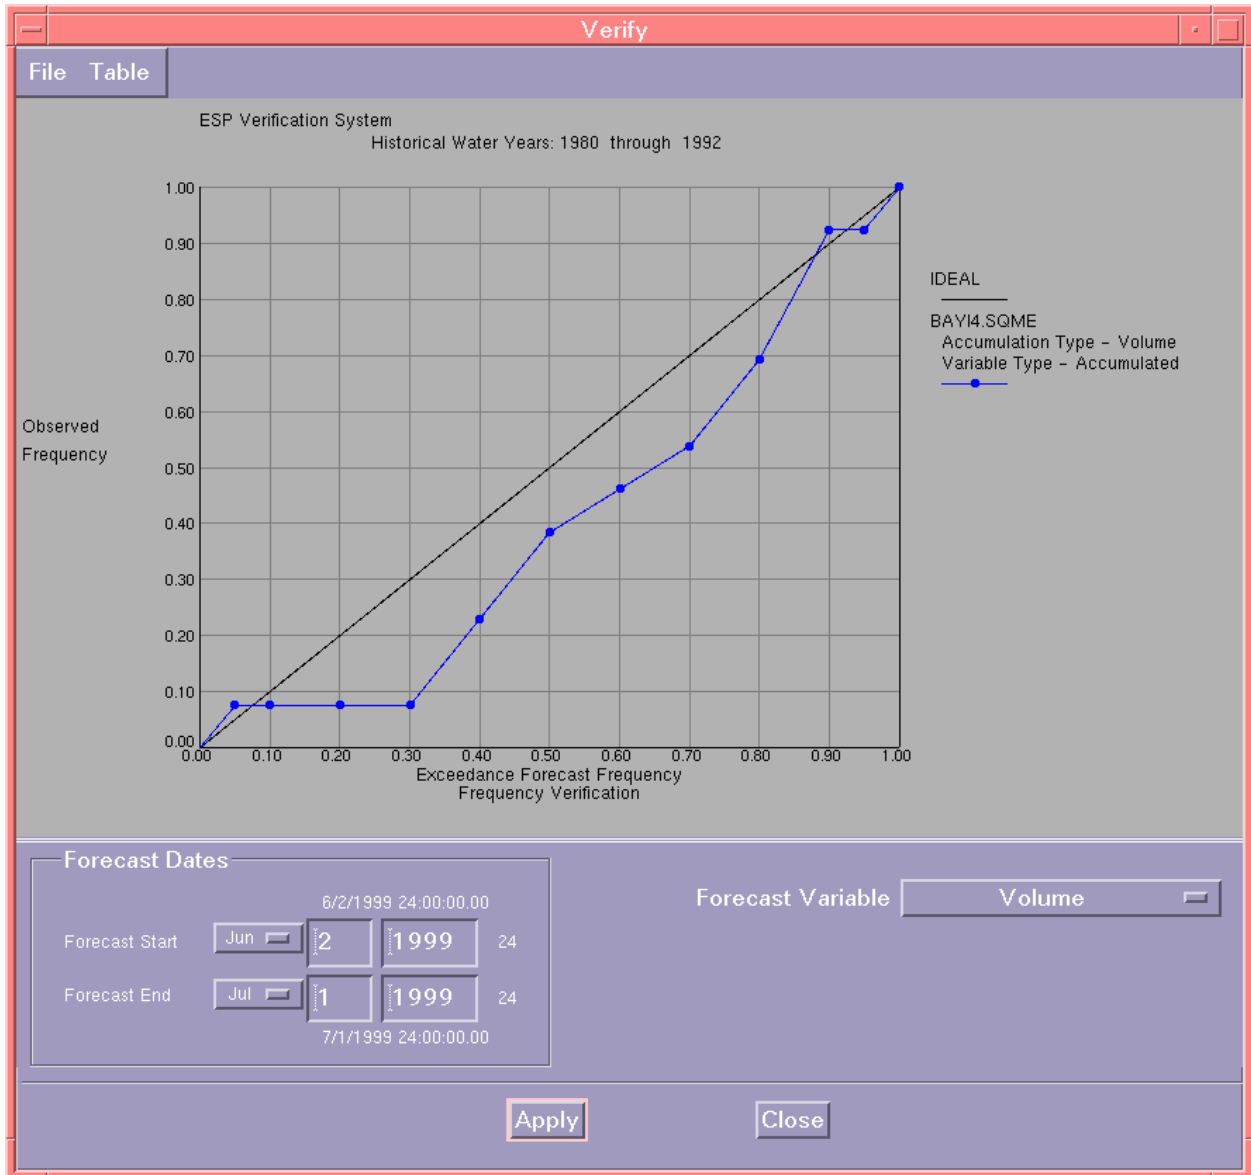 Verify
File Table
ESP Verification System
Historical Water Years: 1980 through 1992
1.00
0.90
0.80
0.70
0.60
0.50
0.40
0.30
0.20
0.10
0.00
Observed
Frequency
0.00 0.10 0.20 0.30 0.40 0.50 0.60 0.70 0.80 0.90 1.00
Exceedance Forecast Frequency
Frequency Verification
IDEAL
BAYI4.SQME
Accumulation Type - Volume
Variable Type - Accumulated
Forecast Dates
6/2/1999 24:00:00.00
Forecast Start Jun 2 1999 24
Forecast End Jul 1 1999 24
7/1/1999 24:00:00.00
Forecast Variable Volume
Apply Close